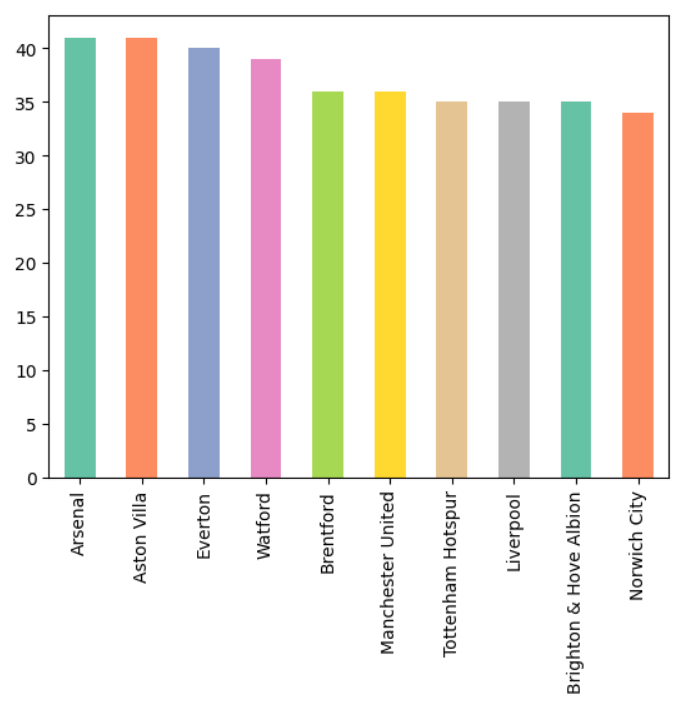 40
35
30
25
20
15
10
5
0
Arsenal
Aston Villa
Everton
Watford
Brentford
Manchester United
Tottenham Hotspur
Liverpool
Brighton & Hove Albion
Norwich City